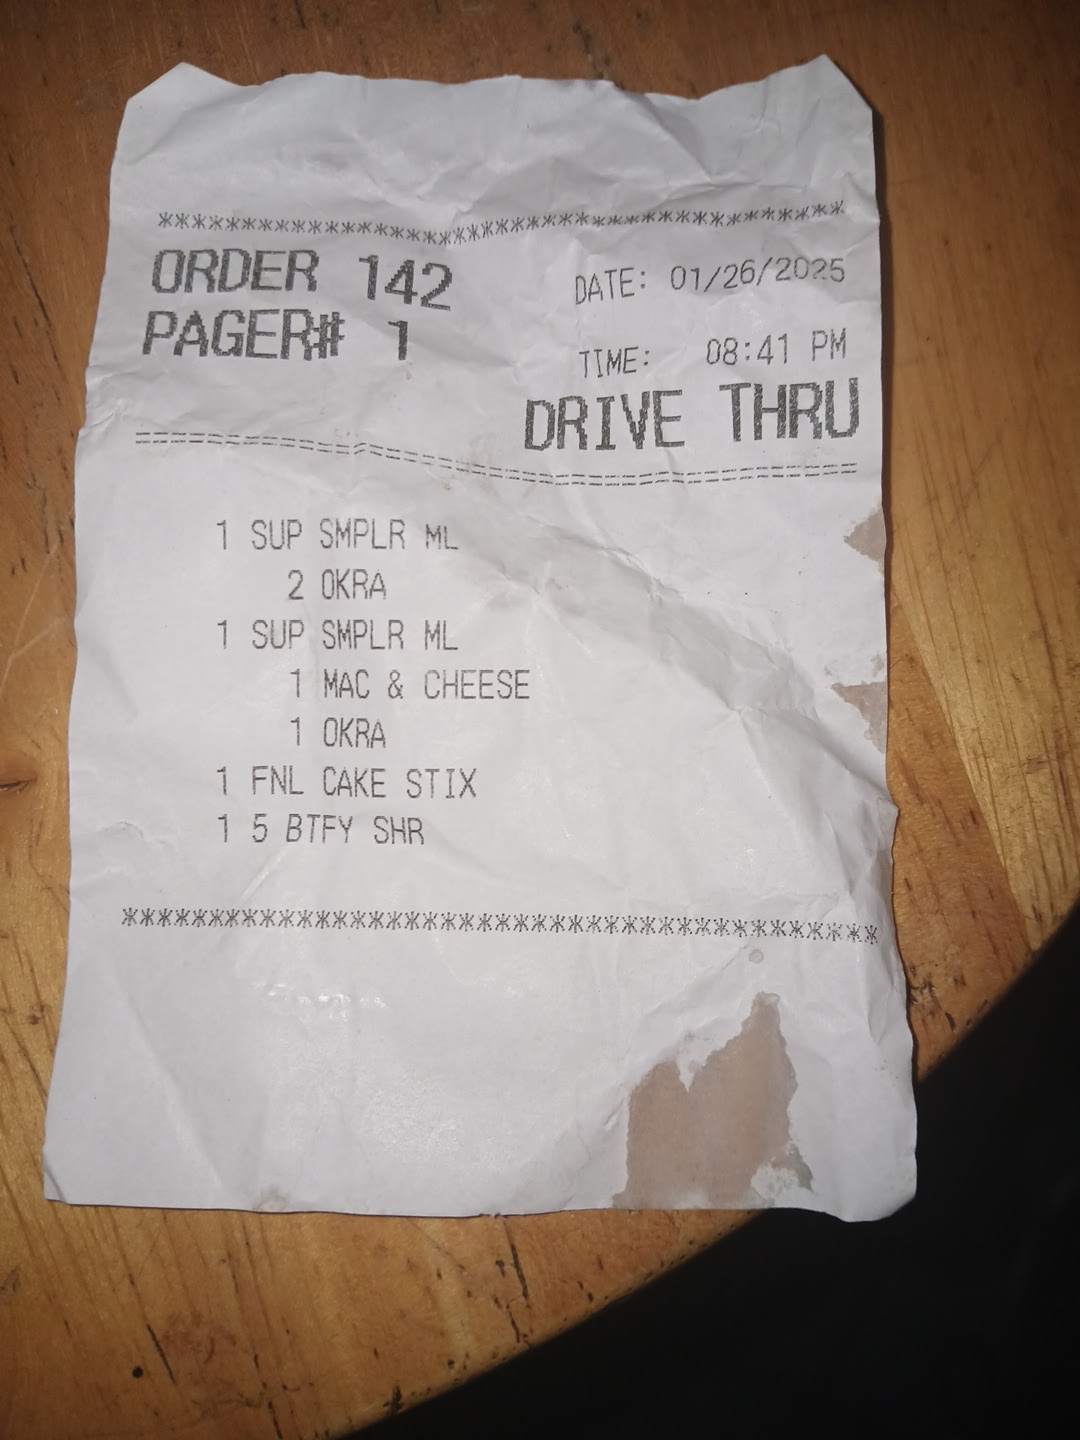 ****************************************
ORDER 142 DATE: 01/26/2025
PAGER# 1 TIME: 08:41 PM
DRIVE THRU
========================================
1 SUP SMPLR ML
2 OKRA
1 SUP SMPLR ML
1 MAC & CHEESE
1 OKRA
1 FNL CAKE STIX
1 5 BTFY SHR
****************************************